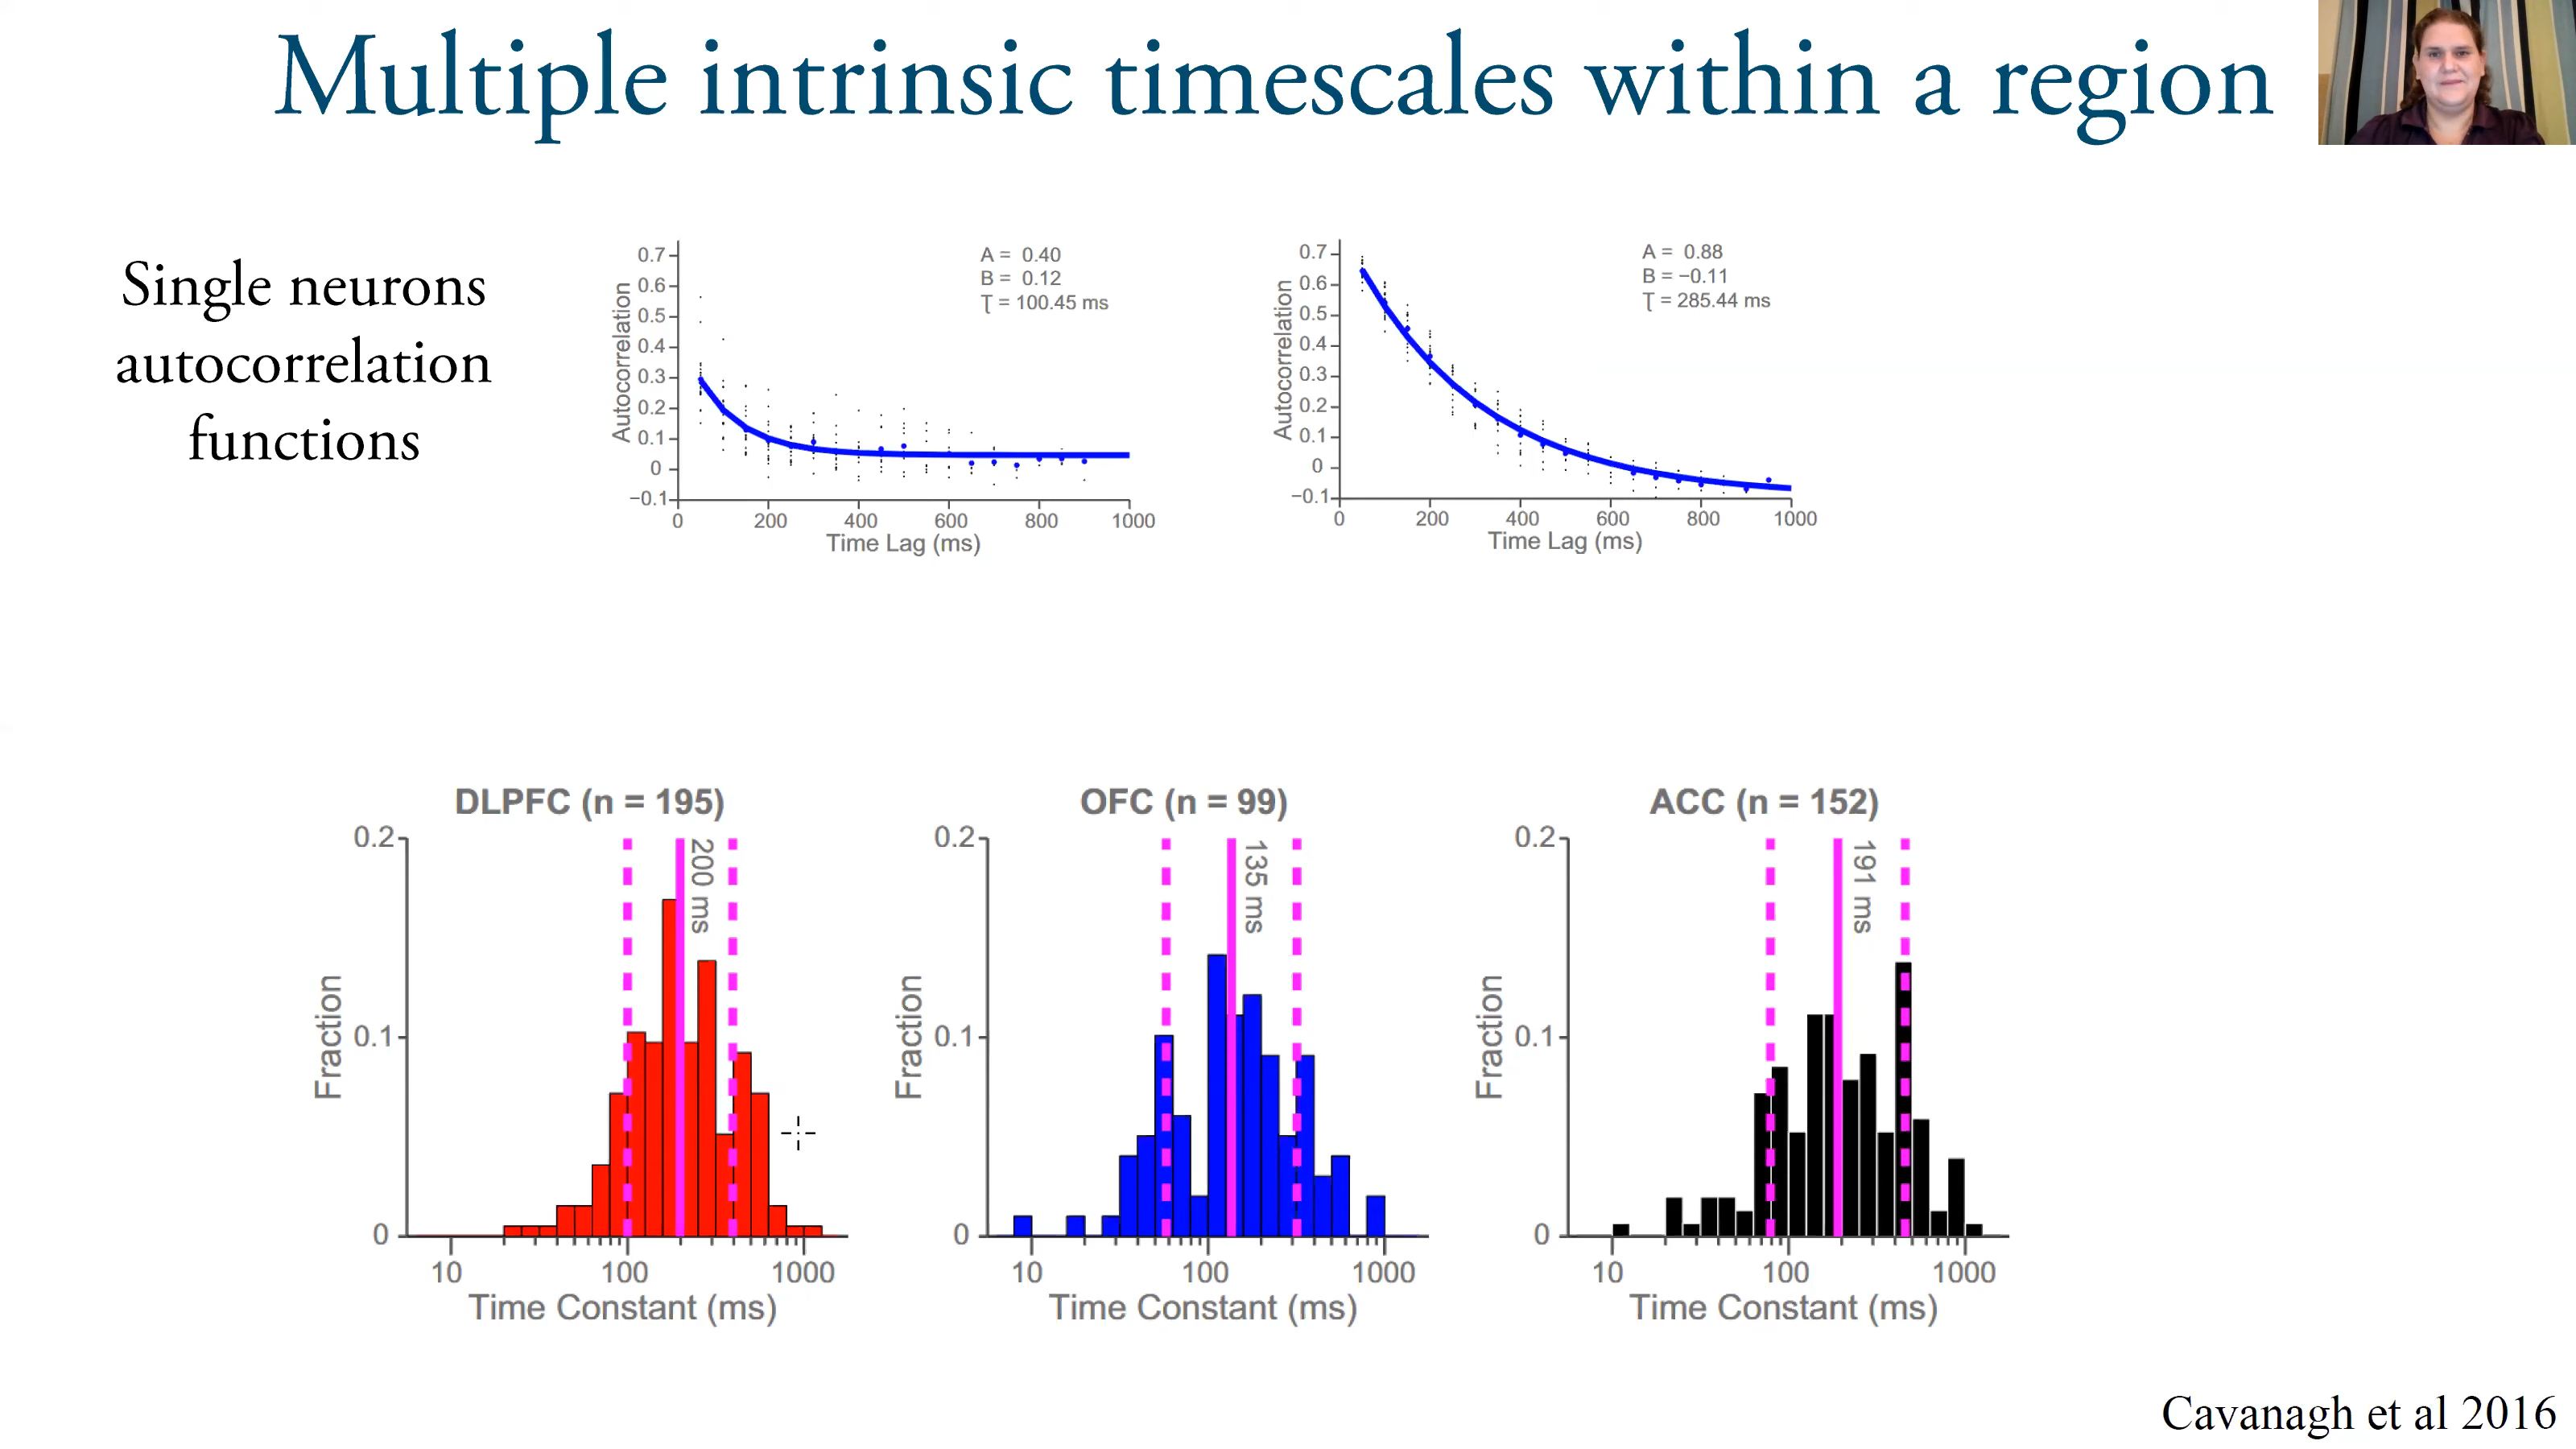 Multiple intrinsic timescales within a region
Single neurons
autocorrelation
functions
Autocorrelation
0.7
0.6
0.5
0.4
0.3
0.2
0.1
0
−0.1
A = 0.40
B = 0.12
Ʈ = 100.45 ms
0 200 400 600 800 1000
Time Lag (ms)
Autocorrelation
0.7
0.6
0.5
0.4
0.3
0.2
0.1
0
−0.1
A = 0.88
B = −0.11
Ʈ = 285.44 ms
0 200 400 600 800 1000
Time Lag (ms)
DLPFC (n = 195)
Fraction
0.2
0.1
0
200 ms
10 100 1000
Time Constant (ms)
OFC (n = 99)
Fraction
0.2
0.1
0
135 ms
10 100 1000
Time Constant (ms)
ACC (n = 152)
Fraction
0.2
0.1
0
191 ms
10 100 1000
Time Constant (ms)
Cavanagh et al 2016